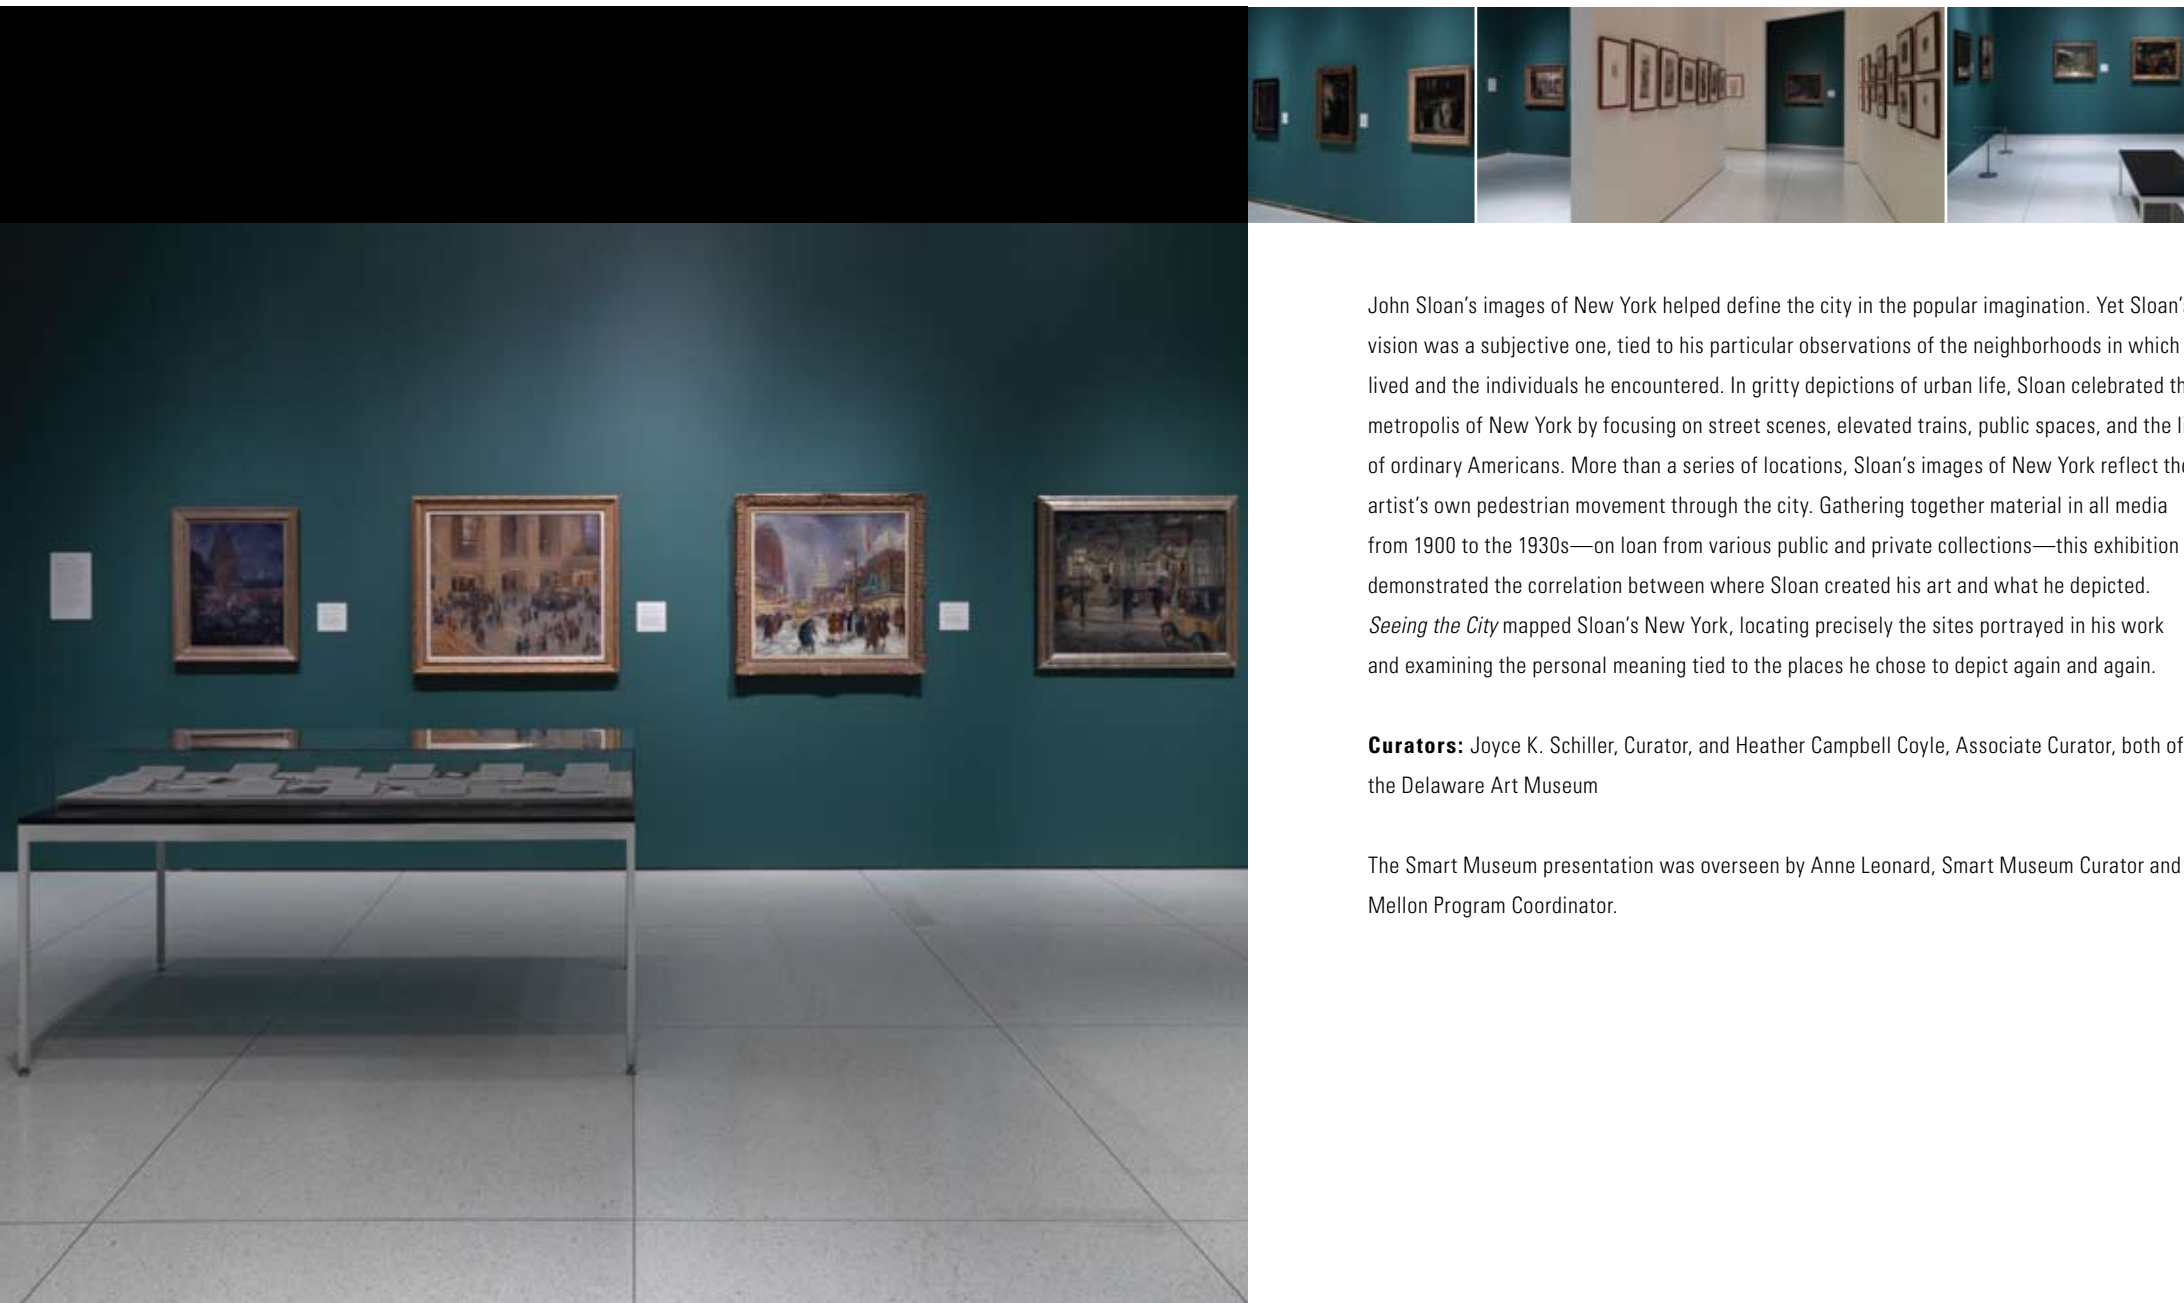 John Sloan’s images of New York helped define the city in the popular imagination. Yet Sloan’
vision was a subjective one, tied to his particular observations of the neighborhoods in which
lived and the individuals he encountered. In gritty depictions of urban life, Sloan celebrated th
metropolis of New York by focusing on street scenes, elevated trains, public spaces, and the l
of ordinary Americans. More than a series of locations, Sloan’s images of New York reflect the
artist’s own pedestrian movement through the city. Gathering together material in all media
from 1900 to the 1930s—on loan from various public and private collections—this exhibition
demonstrated the correlation between where Sloan created his art and what he depicted.
Seeing the City mapped Sloan’s New York, locating precisely the sites portrayed in his work
and examining the personal meaning tied to the places he chose to depict again and again.
Curators: Joyce K. Schiller, Curator, and Heather Campbell Coyle, Associate Curator, both of
the Delaware Art Museum
The Smart Museum presentation was overseen by Anne Leonard, Smart Museum Curator and
Mellon Program Coordinator.